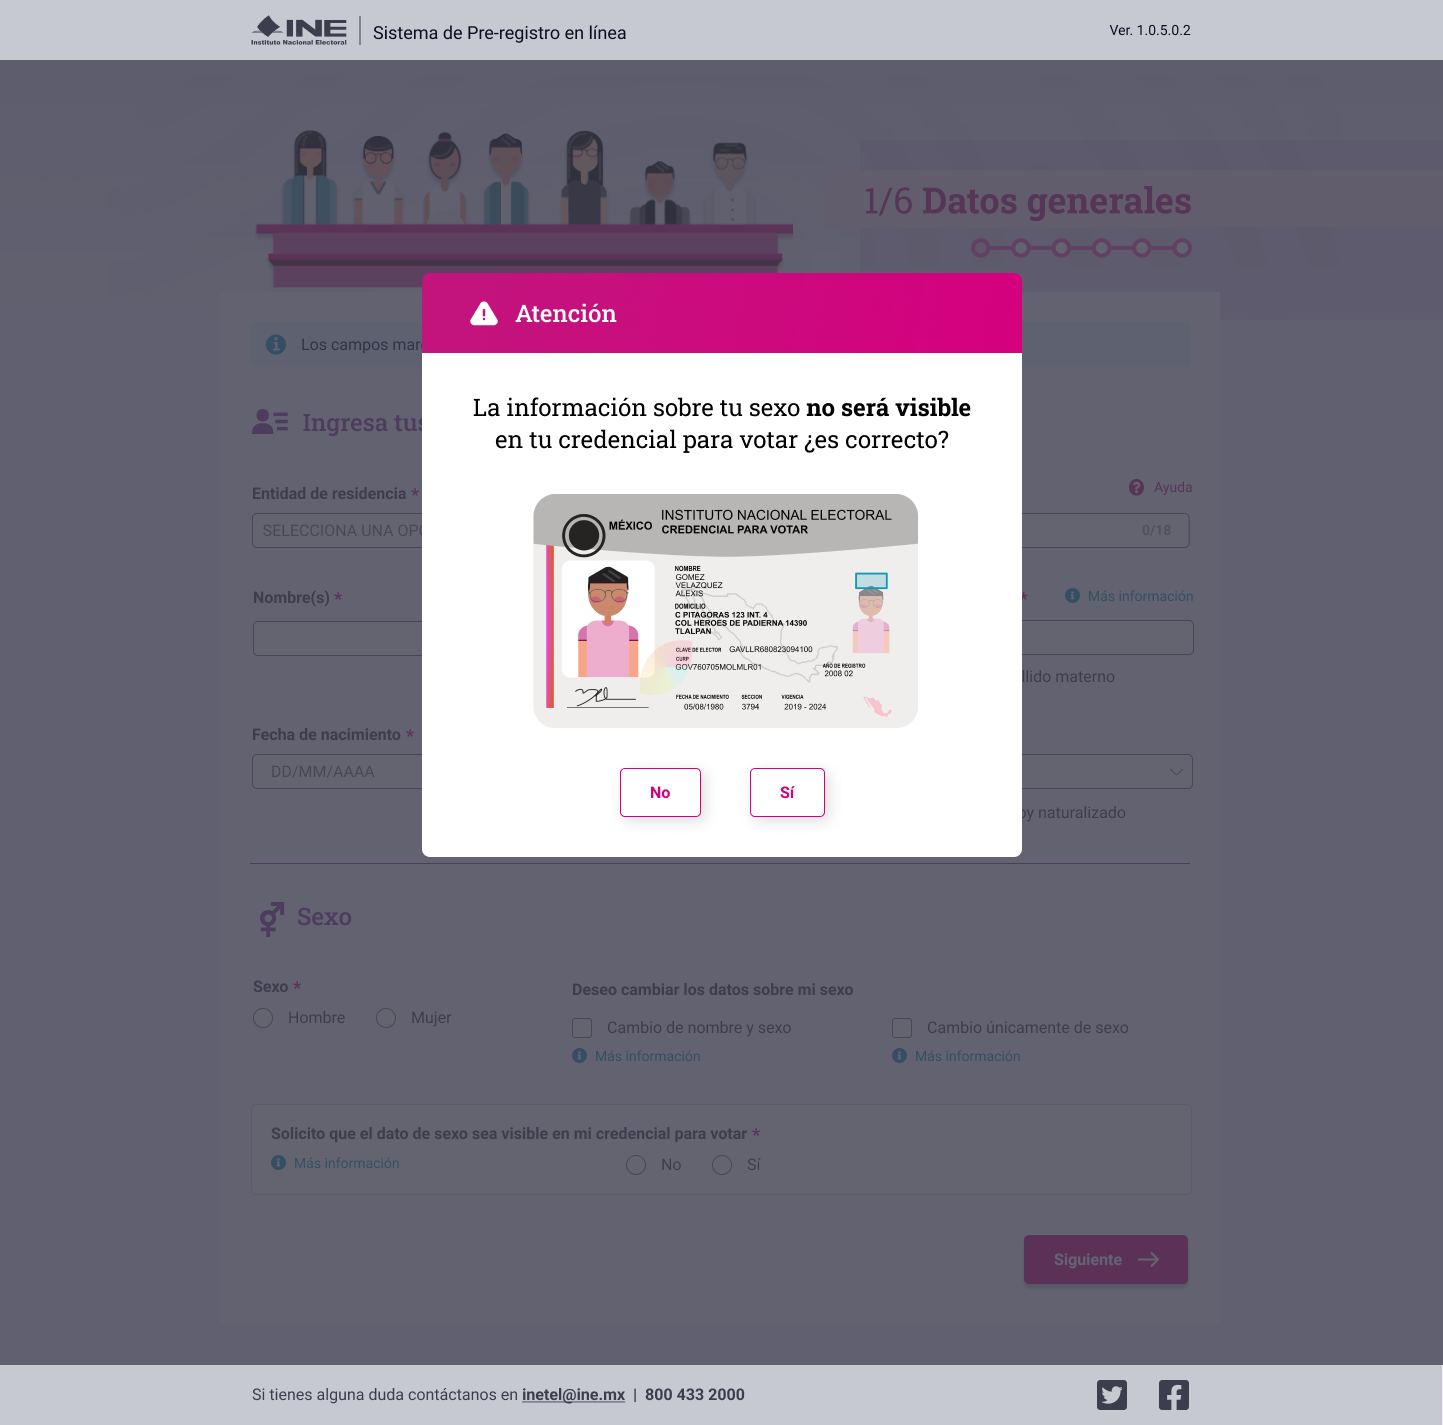 INE
Instituto Nacional Electoral
Sistema de Pre-registro en línea
Ver. 1.0.5.0.2
1/6 Datos generales
Atención
Los campos mar
Ingresa tus
La información sobre tu sexo no será visible
en tu credencial para votar ¿es correcto?
Entidad de residencia *
Ayuda
SELECCIONA UNA OPC
0/18
MÉXICO
INSTITUTO NACIONAL ELECTORAL
CREDENCIAL PARA VOTAR
NOMBRE
GOMEZ
VELAZQUEZ
ALEXIS
DOMICILIO
C PITAGORAS 123 INT. 4
COL HEROES DE PADIERNA 14390
TLALPAN
CLAVE DE ELECTOR GAVLLR680823094100
CURP
GOV760705MOLMLR01
AÑO DE REGISTRO
2008 02
FECHA DE NACIMIENTO
05/08/1980
SECCION
3794
VIGENCIA
2019 - 2024
Nombre(s) *
*
Más información
llido materno
Fecha de nacimiento *
DD/MM/AAAA
oy naturalizado
No
Sí
Sexo
Sexo *
Hombre
Mujer
Deseo cambiar los datos sobre mi sexo
Cambio de nombre y sexo
Más información
Cambio únicamente de sexo
Más información
Solicito que el dato de sexo sea visible en mi credencial para votar *
Más información
No
Sí
Siguiente
Si tienes alguna duda contáctanos en inetel@ine.mx | 800 433 2000